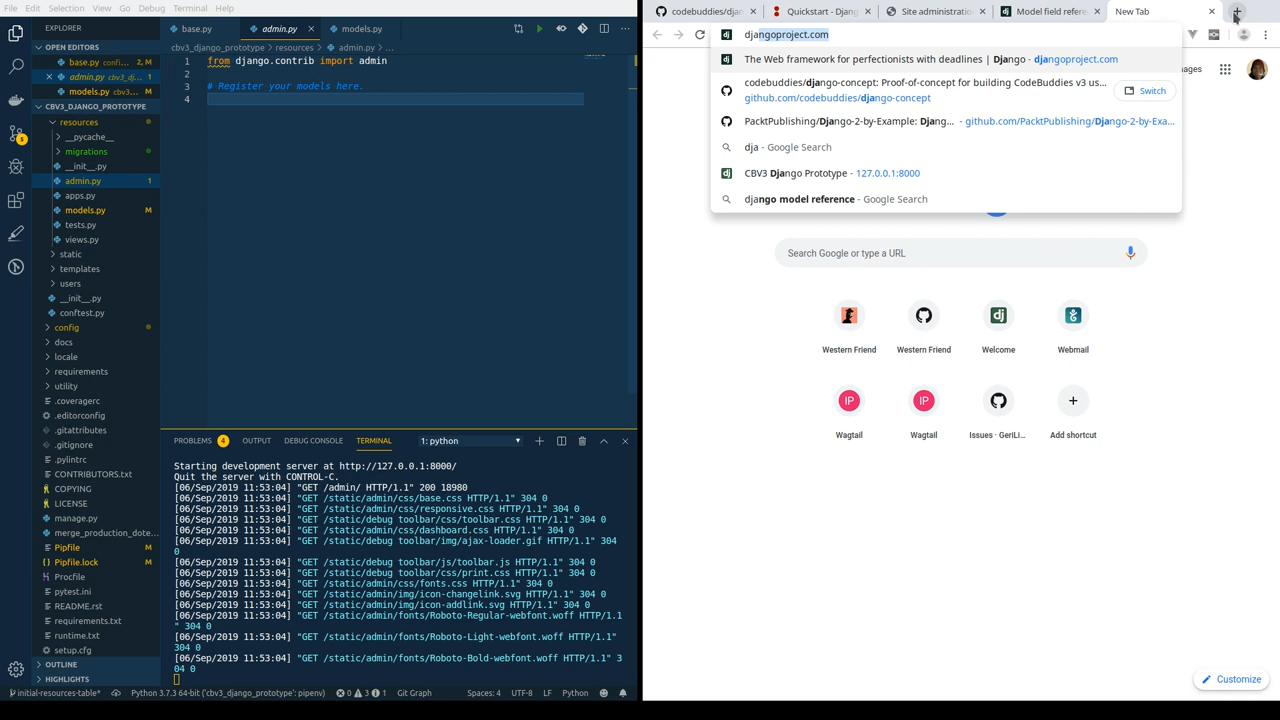 File Edit Selection View Go Debug Terminal Help
EXPLORER
OPEN EDITORS
base.py confi... 2, M
admin.py cbv3_dj... 1
models.py cbv3... M
CBV3_DJANGO_PROTOTYPE
resources
__pycache__
migrations
__init__.py
admin.py 1
apps.py
models.py M
tests.py
views.py
static
templates
users
__init__.py
conftest.py
config
docs
locale
requirements
utility
.coveragerc
.editorconfig
.gitattributes
.gitignore
.pylintrc
CONTRIBUTORS.txt
COPYING
LICENSE
manage.py
merge_production_dote...
Pipfile M
Pipfile.lock M
Procfile
pytest.ini
README.rst
requirements.txt
runtime.txt
setup.cfg
OUTLINE
HIGHLIGHTS
base.py admin.py models.py
cbv3_django_prototype > resources > admin.py > ...
1 from django.contrib import admin
2
3 # Register your models here.
4
PROBLEMS 4 OUTPUT DEBUG CONSOLE TERMINAL 1: python
Starting development server at http://127.0.0.1:8000/
Quit the server with CONTROL-C.
[06/Sep/2019 11:53:04] "GET /admin/ HTTP/1.1" 200 18980
[06/Sep/2019 11:53:04] "GET /static/admin/css/base.css HTTP/1.1" 304 0
[06/Sep/2019 11:53:04] "GET /static/admin/css/responsive.css HTTP/1.1" 304 0
[06/Sep/2019 11:53:04] "GET /static/debug_toolbar/css/toolbar.css HTTP/1.1" 304 0
[06/Sep/2019 11:53:04] "GET /static/admin/css/dashboard.css HTTP/1.1" 304 0
[06/Sep/2019 11:53:04] "GET /static/debug_toolbar/img/ajax-loader.gif HTTP/1.1" 304
0
[06/Sep/2019 11:53:04] "GET /static/debug_toolbar/js/toolbar.js HTTP/1.1" 304 0
[06/Sep/2019 11:53:04] "GET /static/debug_toolbar/css/print.css HTTP/1.1" 304 0
[06/Sep/2019 11:53:04] "GET /static/admin/css/fonts.css HTTP/1.1" 304 0
[06/Sep/2019 11:53:04] "GET /static/admin/img/icon-changelink.svg HTTP/1.1" 304 0
[06/Sep/2019 11:53:04] "GET /static/admin/img/icon-addlink.svg HTTP/1.1" 304 0
[06/Sep/2019 11:53:04] "GET /static/admin/fonts/Roboto-Regular-webfont.woff HTTP/1.1
" 304 0
[06/Sep/2019 11:53:04] "GET /static/admin/fonts/Roboto-Light-webfont.woff HTTP/1.1"
304 0
[06/Sep/2019 11:53:04] "GET /static/admin/fonts/Roboto-Bold-webfont.woff HTTP/1.1" 3
04 0
initial-resources-table* Python 3.7.3 64-bit ('cbv3_django_prototype': pipenv) 0 3 1 Git Graph Spaces: 4 UTF-8 LF Python
5
codebuddies/dj Quickstart - Djang Site administratio Model field refere New Tab
djangoproject.com
The Web framework for perfectionists with deadlines | Django - djangoproject.com
codebuddies/django-concept: Proof-of-concept for building CodeBuddies v3 us...
github.com/codebuddies/django-concept
Switch
PacktPublishing/Django-2-by-Example: Djang... - github.com/PacktPublishing/Django-2-by-Exa...
dja - Google Search
CBV3 Django Prototype - 127.0.0.1:8000
django model reference - Google Search
ages
Search Google or type a URL
Western Friend Western Friend Welcome Webmail
IP IP
Wagtail Wagtail Issues · GeriLi... Add shortcut
Customize